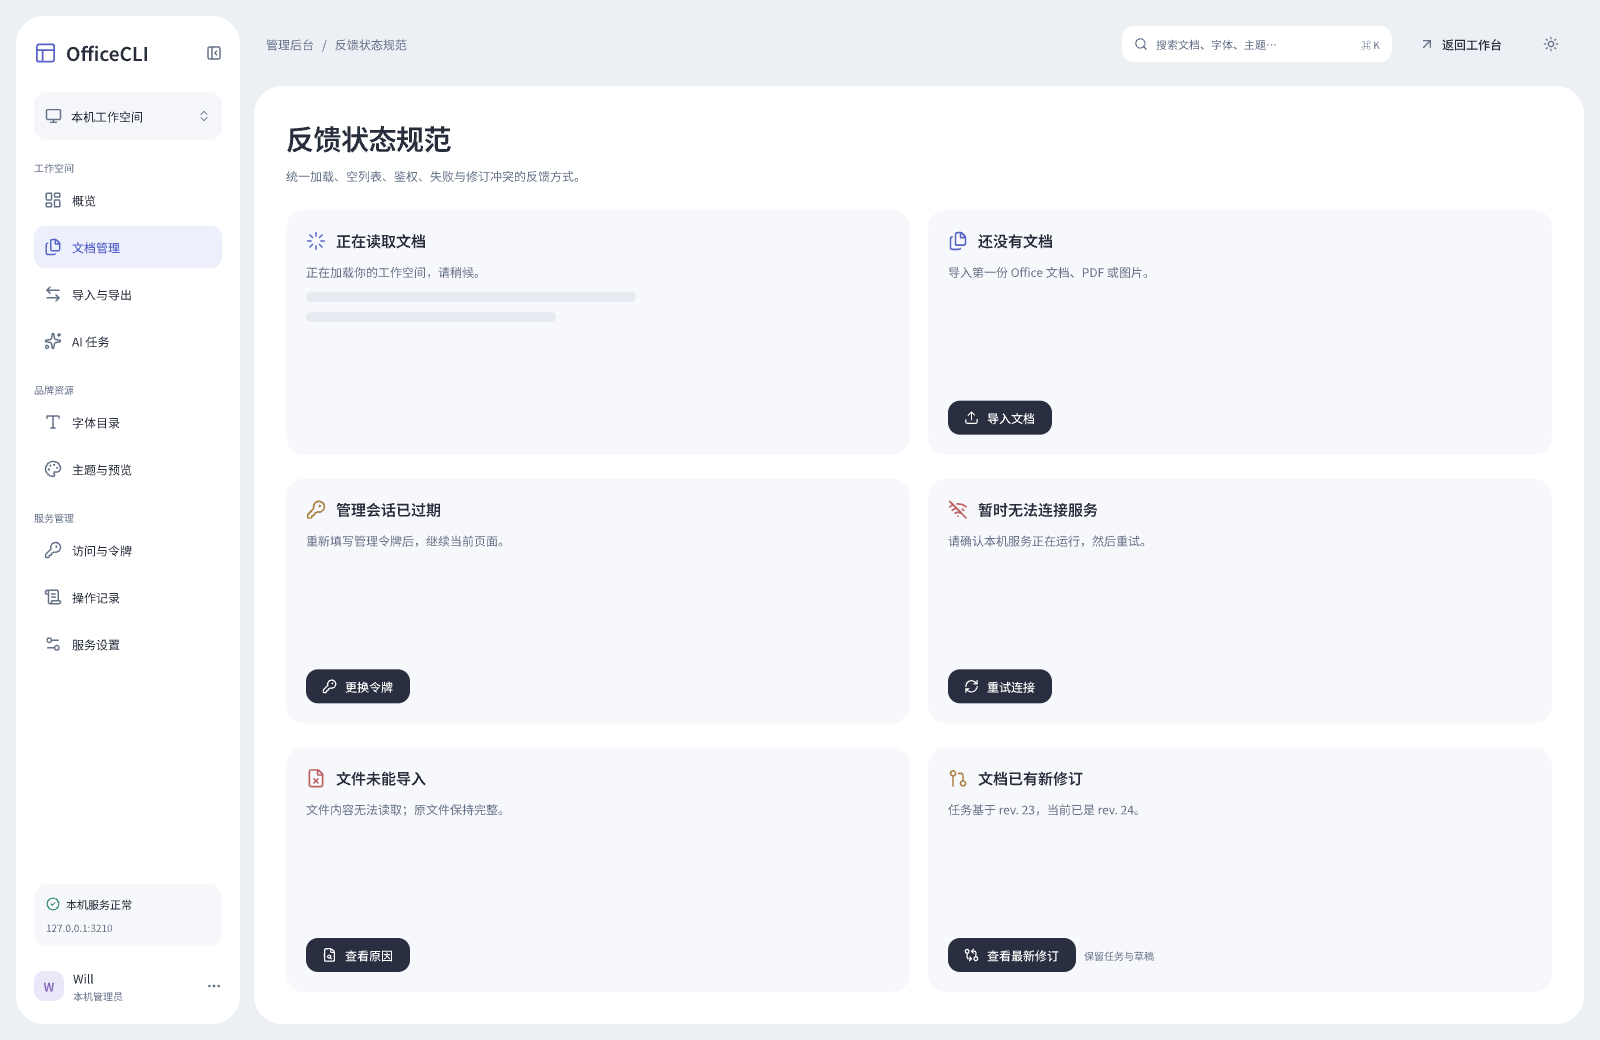 OfficeCLI
本机工作空间
工作空间
概览
文档管理
导入与导出
AI 任务
品牌资源
字体目录
主题与预览
服务管理
访问与令牌
操作记录
服务设置
本机服务正常
127.0.0.1:3210
W
Will
本机管理员
管理后台 / 反馈状态规范
搜索文档、字体、主题…
⌘K
返回工作台
反馈状态规范
统一加载、空列表、鉴权、失败与修订冲突的反馈方式。
正在读取文档
正在加载你的工作空间，请稍候。
还没有文档
导入第一份 Office 文档、PDF 或图片。
导入文档
管理会话已过期
重新填写管理令牌后，继续当前页面。
更换令牌
暂时无法连接服务
请确认本机服务正在运行，然后重试。
重试连接
文件未能导入
文件内容无法读取；原文件保持完整。
查看原因
文档已有新修订
任务基于 rev. 23，当前已是 rev. 24。
查看最新修订
保留任务与草稿